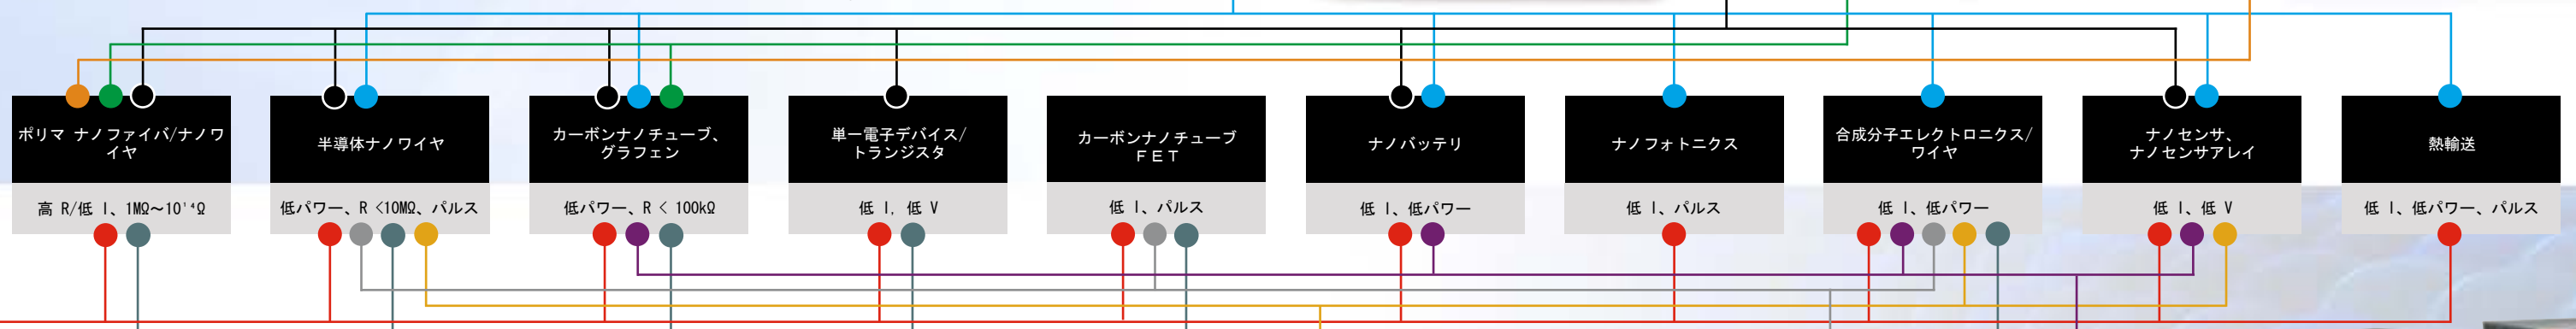 ポリマ ナノファイバ/ナノワ
イヤ
高 R/低 I、1MΩ～10¹⁴Ω
半導体ナノワイヤ
低パワー、R <10MΩ、パルス
カーボンナノチューブ、
グラフェン
低パワー、R < 100kΩ
単一電子デバイス/
トランジスタ
低 I, 低 V
カーボンナノチューブ
ＦＥＴ
低 I、パルス
ナノバッテリ
低 I、低パワー
ナノフォトニクス
低 I、パルス
合成分子エレクトロニクス/
ワイヤ
低 I、低パワー
ナノセンサ、
ナノセンサアレイ
低 I、低 V
熱輸送
低 I、低パワー、パルス